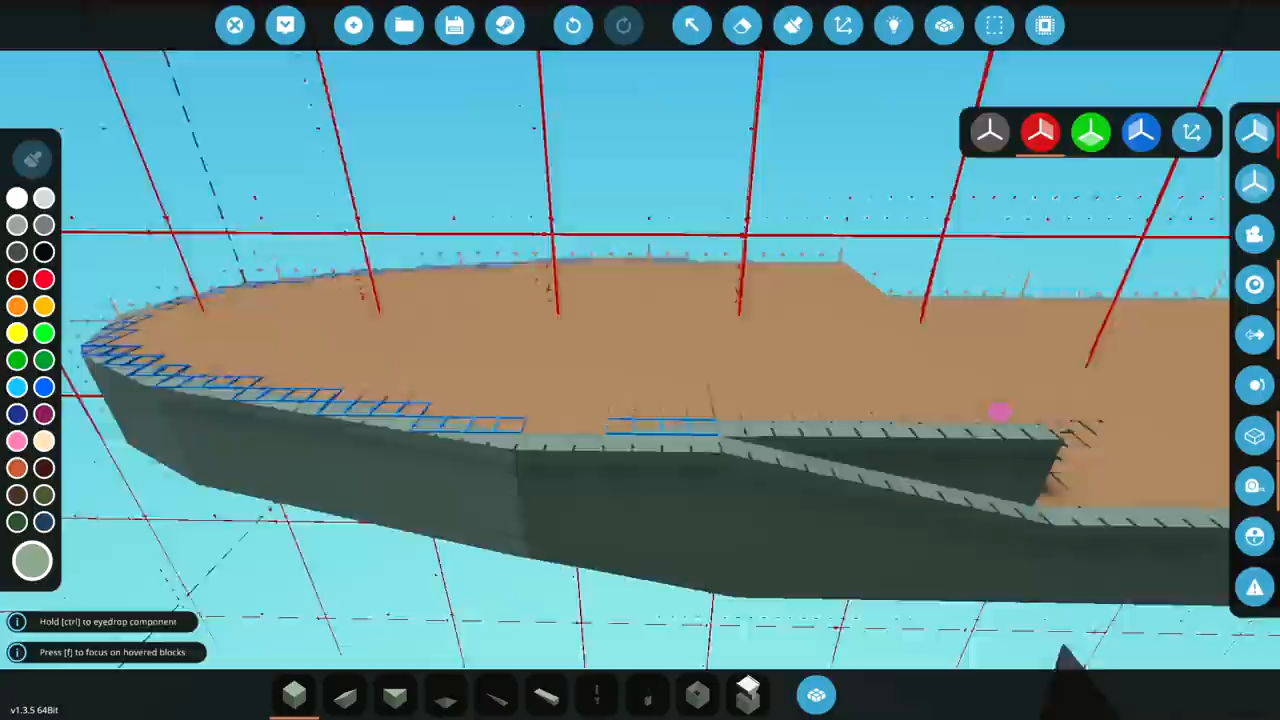 Hold [ctrl] to eyedrop component
Press [f] to focus on hovered blocks
v1.3.5 64Bit